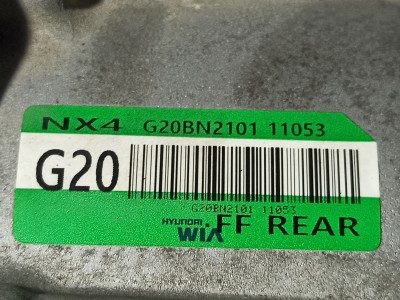 NX4 G20BN2101 11053
G20
G20BN2101 11053
HYUNDAI
WIA FF REAR